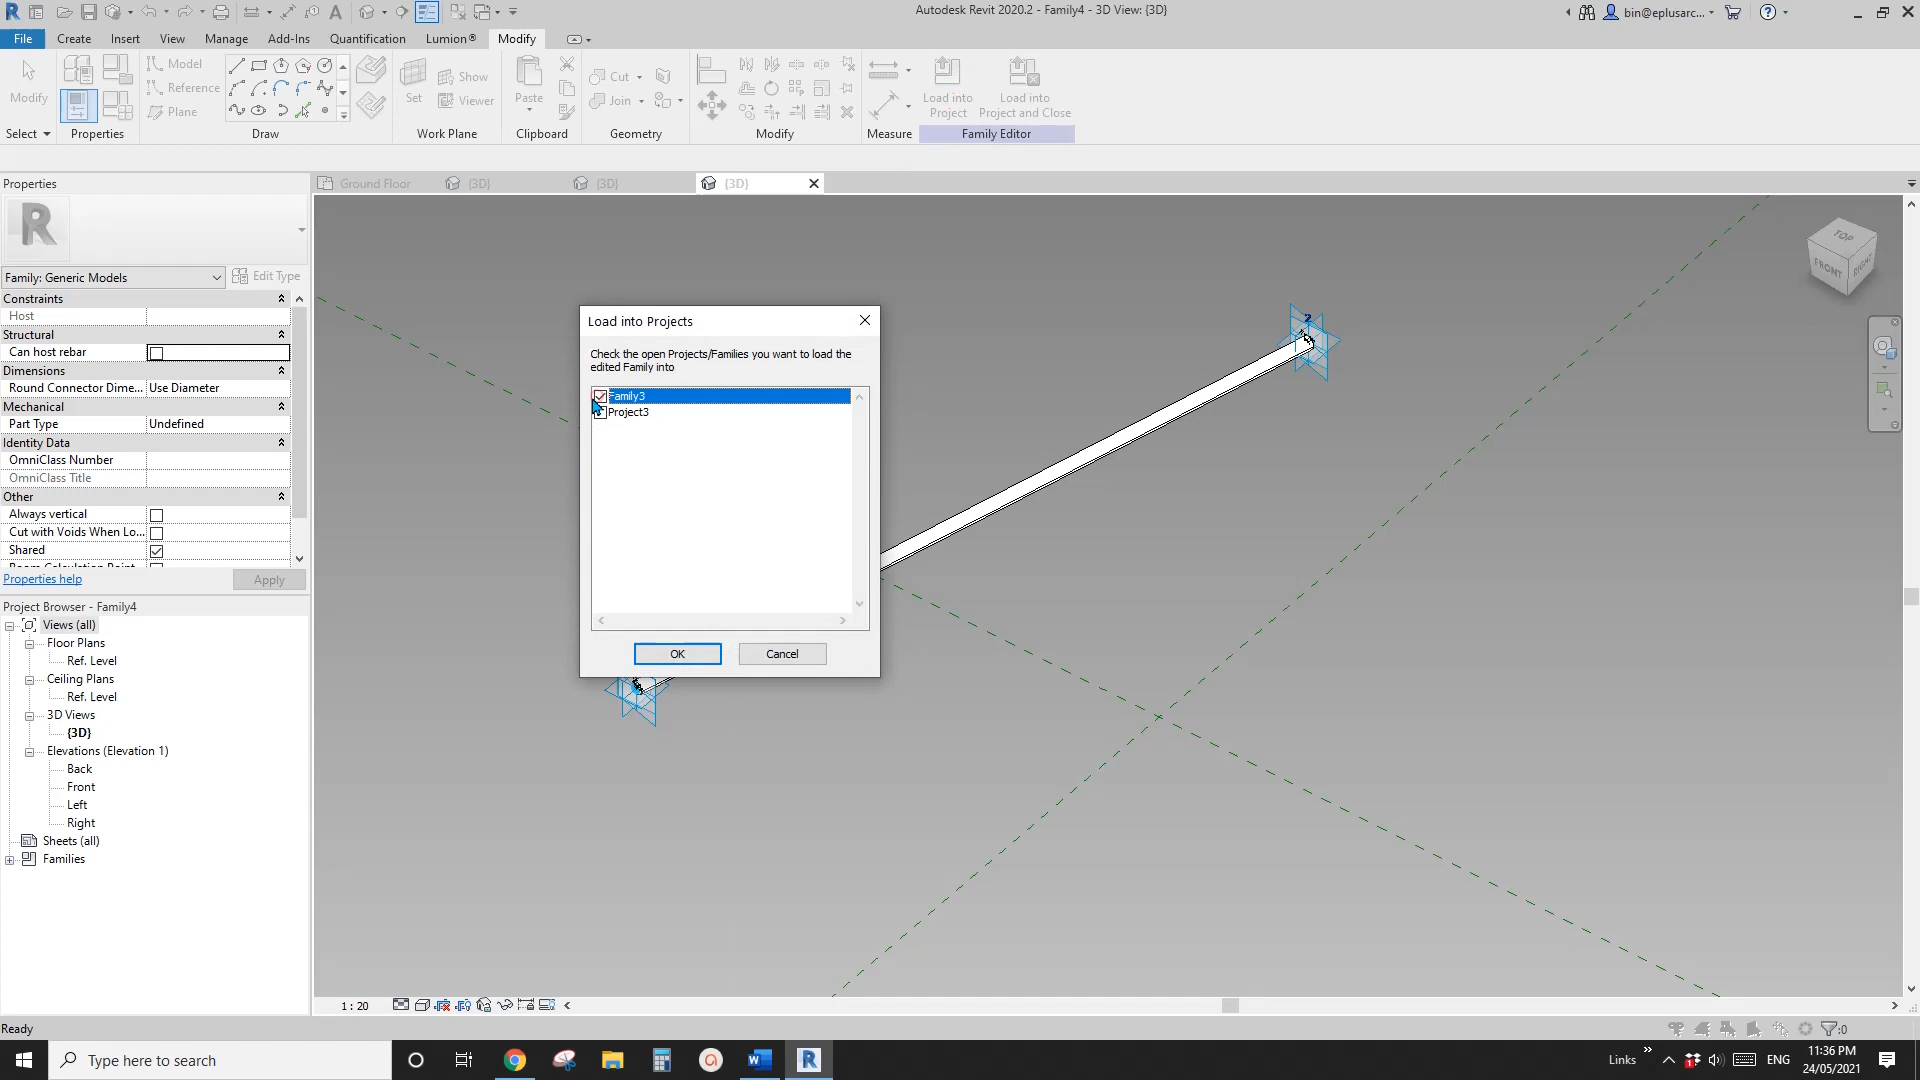 Autodesk Revit 2020.2 - Family4 - 3D View: {3D}
bin@eplusarc...
File
Create
Insert
View
Manage
Add-Ins
Quantification
Lumion®
Modify
Modify
Model
Reference
Plane
Set
Show
Viewer
Paste
Cut
Join
Load into
Project
Load into
Project and Close
Select
Properties
Draw
Work Plane
Clipboard
Geometry
Modify
Measure
Family Editor
Properties
Ground Floor
{3D}
{3D}
{3D}
R
Family: Generic Models
Edit Type
Constraints
Host
Structural
Can host rebar
Dimensions
Round Connector Dime...
Use Diameter
Mechanical
Part Type
Undefined
Identity Data
OmniClass Number
OmniClass Title
Other
Always vertical
Cut with Voids When Lo...
Shared
Properties help
Apply
Project Browser - Family4
Views (all)
Floor Plans
Ref. Level
Ceiling Plans
Ref. Level
3D Views
{3D}
Elevations (Elevation 1)
Back
Front
Left
Right
Sheets (all)
Families
Load into Projects
Check the open Projects/Families you want to load the
edited Family into
Family3
Project3
OK
Cancel
2
TOP
FRONT
RIGHT
1 : 20
Ready
:0
Type here to search
Links
ENG
11:36 PM
24/05/2021